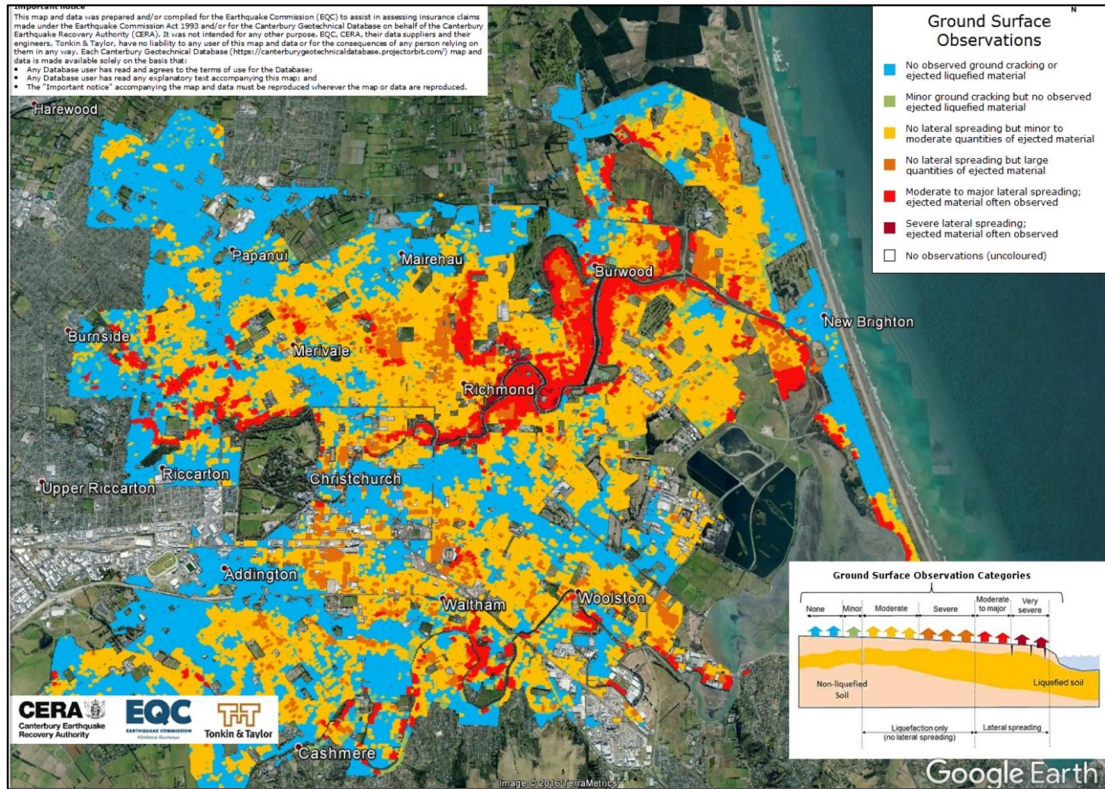 Important notice
This map and data was prepared and/or compiled for the Earthquake Commission (EQC) to assist in assessing insurance claims
made under the Earthquake Commission Act 1993 and/or for the Canterbury Geotechnical Database on behalf of the Canterbury
Earthquake Recovery Authority (CERA). It was not intended for any other purpose. EQC, CERA, their data suppliers and their
engineers, Tonkin & Taylor, have no liability to any user of this map and data or for the consequences of any person relying on
them in any way. Each Canterbury Geotechnical Database (https://canterburygeotechnicaldatabase.projectorbit.com/) map and
data is made available solely on the basis that:
• Any Database user has read and agrees to the terms of use for the Database;
• Any Database user has read any explanatory text accompanying this map; and
• The "Important notice" accompanying the map and data must be reproduced wherever the map or data are reproduced.
N
Ground Surface
Observations
No observed ground cracking or
ejected liquefied material
Minor ground cracking but no observed
ejected liquefied material
No lateral spreading but minor to
moderate quantities of ejected material
No lateral spreading but large
quantities of ejected material
Moderate to major lateral spreading;
ejected material often observed
Severe lateral spreading;
ejected material often observed
No observations (uncoloured)
Harewood
Papanui
Mairehau
Burwood
New Brighton
Burnside
Merivale
Richmond
Riccarton
Christchurch
Upper Riccarton
Addington
Waltham
Woolston
Cashmere
Ground Surface Observation Categories
None
Minor
Moderate
Severe
Moderate
to major
Very
severe
Non-liquefied
Soil
Liquefied soil
Liquefaction only
(no lateral spreading)
Lateral spreading
CERA
Canterbury Earthquake
Recovery Authority
EQC
EARTHQUAKE COMMISSION
T+T
Tonkin & Taylor
Image © 2016 TerraMetrics
Google Earth